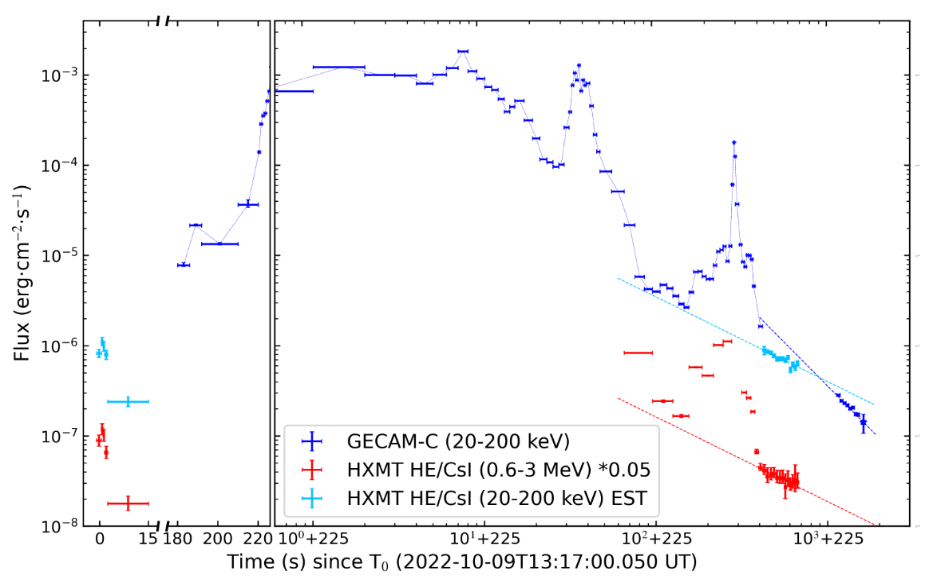 Flux (erg·cm⁻²·s⁻¹)
10⁻³
10⁻⁴
10⁻⁵
10⁻⁶
10⁻⁷
10⁻⁸
GECAM-C (20-200 keV)
HXMT HE/CsI (0.6-3 MeV) *0.05
HXMT HE/CsI (20-200 keV) EST
0 15 180 200 220 10⁰+225 10¹+225 10²+225 10³+225
Time (s) since T₀ (2022-10-09T13:17:00.050 UT)